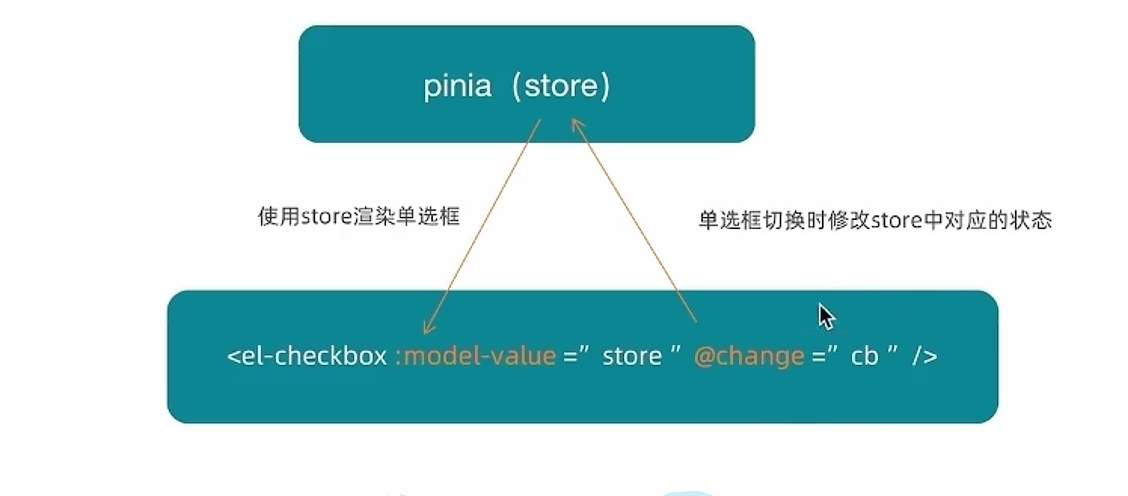 pinia（store）
使用store渲染单选框
单选框切换时修改store中对应的状态
<el-checkbox :model-value =” store ” @change =” cb ” />